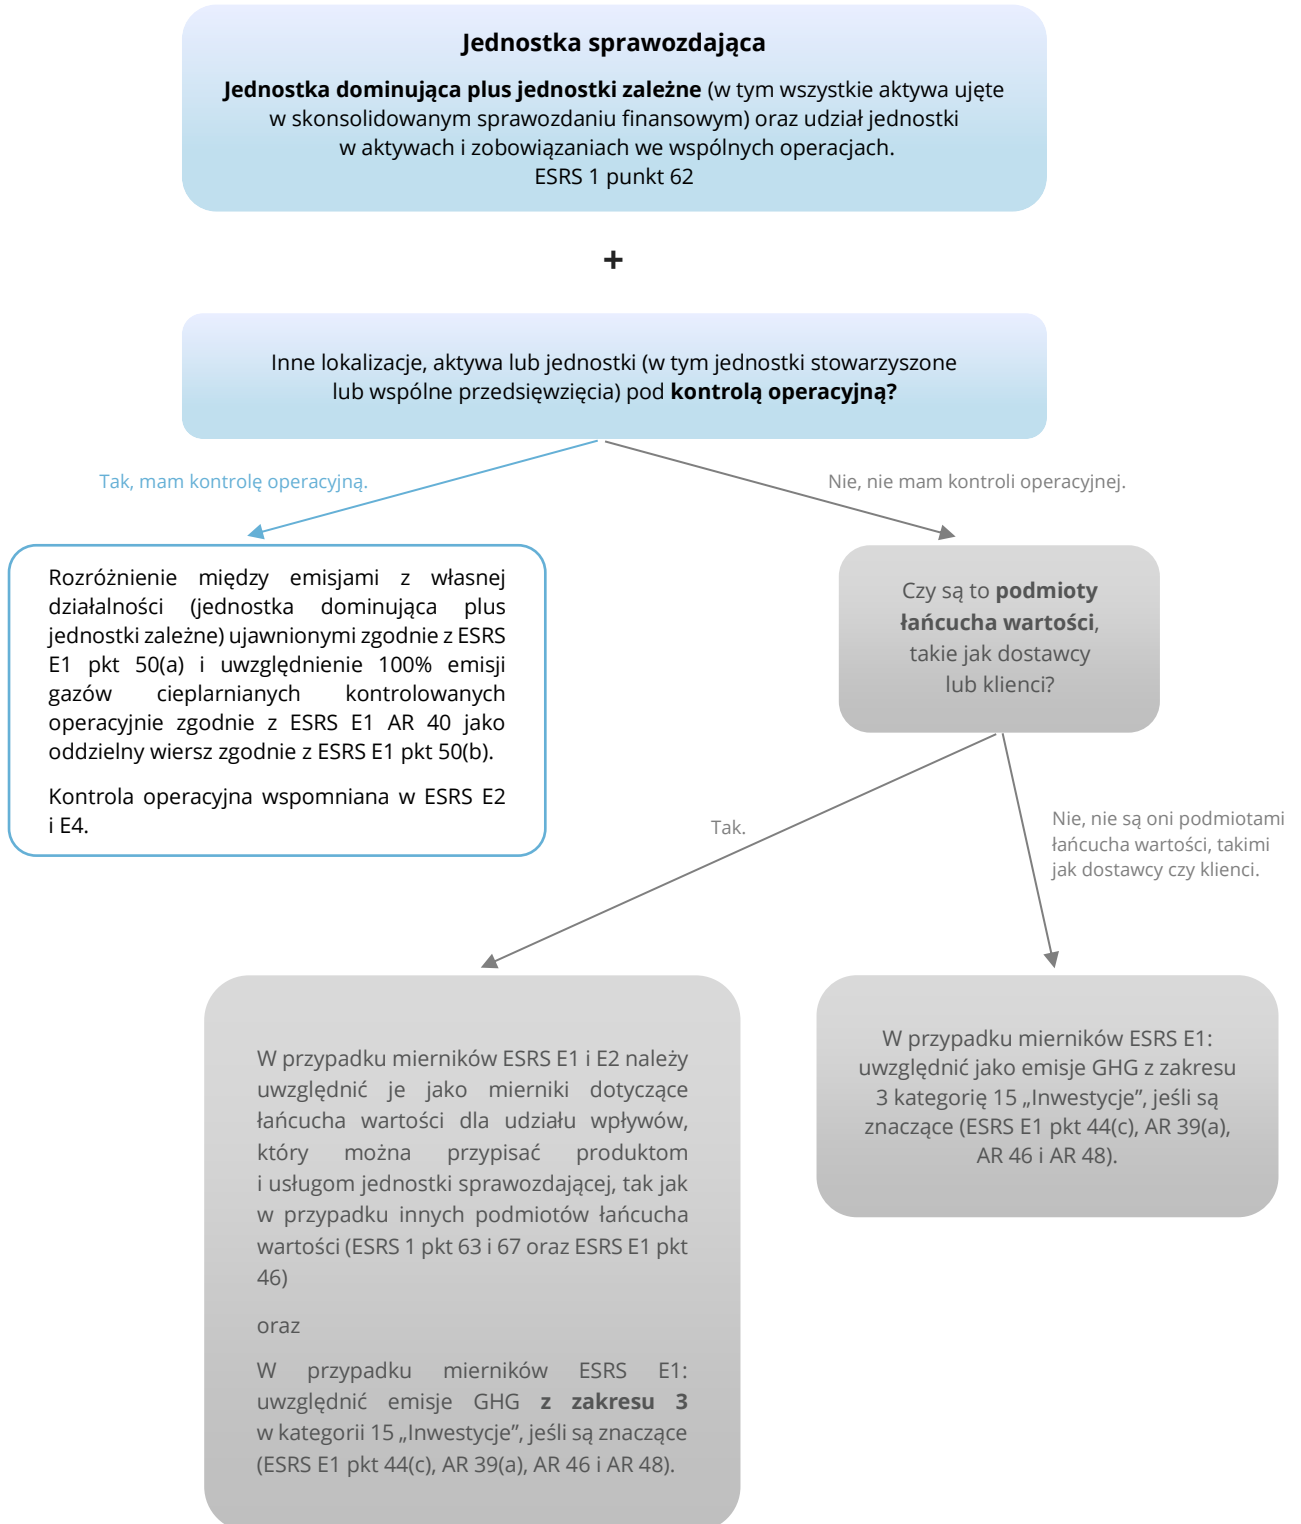 Jednostka sprawozdająca
Jednostka dominująca plus jednostki zależne (w tym wszystkie aktywa ujęte
w skonsolidowanym sprawozdaniu finansowym) oraz udział jednostki
w aktywach i zobowiązaniach we wspólnych operacjach.
ESRS 1 punkt 62
+
Inne lokalizacje, aktywa lub jednostki (w tym jednostki stowarzyszone
lub wspólne przedsięwzięcia) pod kontrolą operacyjną?
Tak, mam kontrolę operacyjną.
Nie, nie mam kontroli operacyjnej.
Rozróżnienie między emisjami z własnej
działalności (jednostka dominująca plus
jednostki zależne) ujawnionymi zgodnie z ESRS
E1 pkt 50(a) i uwzględnienie 100% emisji
gazów cieplarnianych kontrolowanych
operacyjnie zgodnie z ESRS E1 AR 40 jako
oddzielny wiersz zgodnie z ESRS E1 pkt 50(b).
Kontrola operacyjna wspomniana w ESRS E2
i E4.
Czy są to podmioty
łańcucha wartości,
takie jak dostawcy
lub klienci?
Tak.
Nie, nie są oni podmiotami
łańcucha wartości, takimi
jak dostawcy czy klienci.
W przypadku mierników ESRS E1 i E2 należy
uwzględnić je jako mierniki dotyczące
łańcucha wartości dla udziału wpływów,
który można przypisać produktom
i usługom jednostki sprawozdającej, tak jak
w przypadku innych podmiotów łańcucha
wartości (ESRS 1 pkt 63 i 67 oraz ESRS E1 pkt
46)
oraz
W przypadku mierników ESRS E1:
uwzględnić emisje GHG z zakresu 3
w kategorii 15 „Inwestycje”, jeśli są znaczące
(ESRS E1 pkt 44(c), AR 39(a), AR 46 i AR 48).
W przypadku mierników ESRS E1:
uwzględnić jako emisje GHG z zakresu
3 kategorię 15 „Inwestycje”, jeśli są
znaczące (ESRS E1 pkt 44(c), AR 39(a),
AR 46 i AR 48).